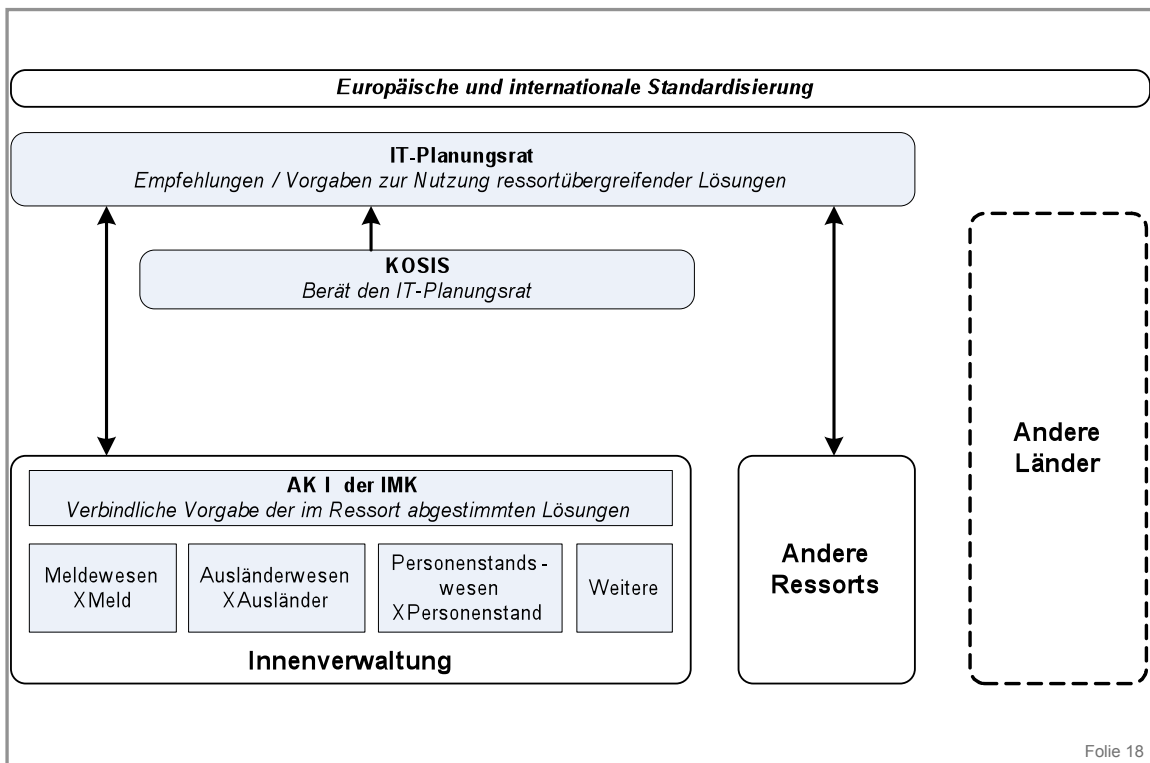 Europäische und internationale Standardisierung
IT-Planungsrat
Empfehlungen / Vorgaben zur Nutzung ressortübergreifender Lösungen
KOSIS
Berät den IT-Planungsrat
Andere
Länder
AK I der IMK
Verbindliche Vorgabe der im Ressort abgestimmten Lösungen
Meldewesen
XMeld
Ausländerwesen
XAusländer
Personenstands-
wesen
XPersonenstand
Weitere
Innenverwaltung
Andere
Ressorts
Folie 18